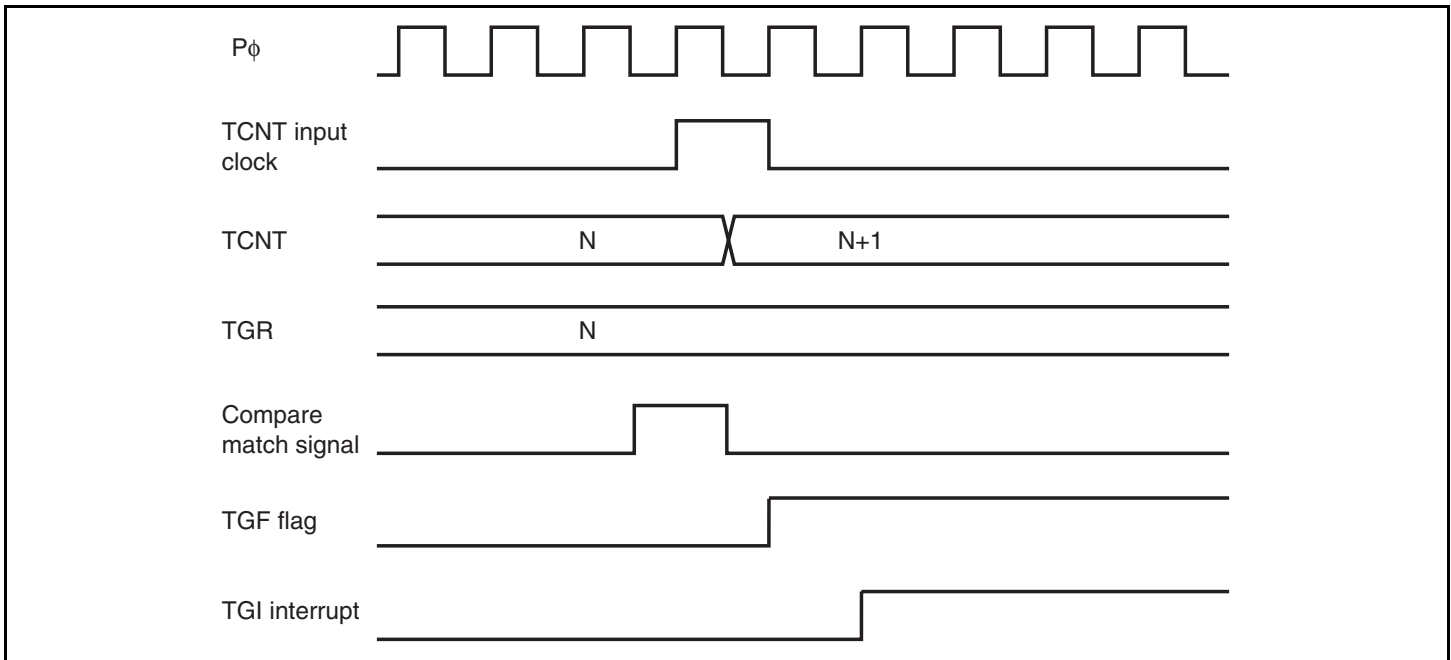 Pϕ
TCNT input
clock
TCNT
N
N+1
TGR
N
Compare
match signal
TGF flag
TGI interrupt